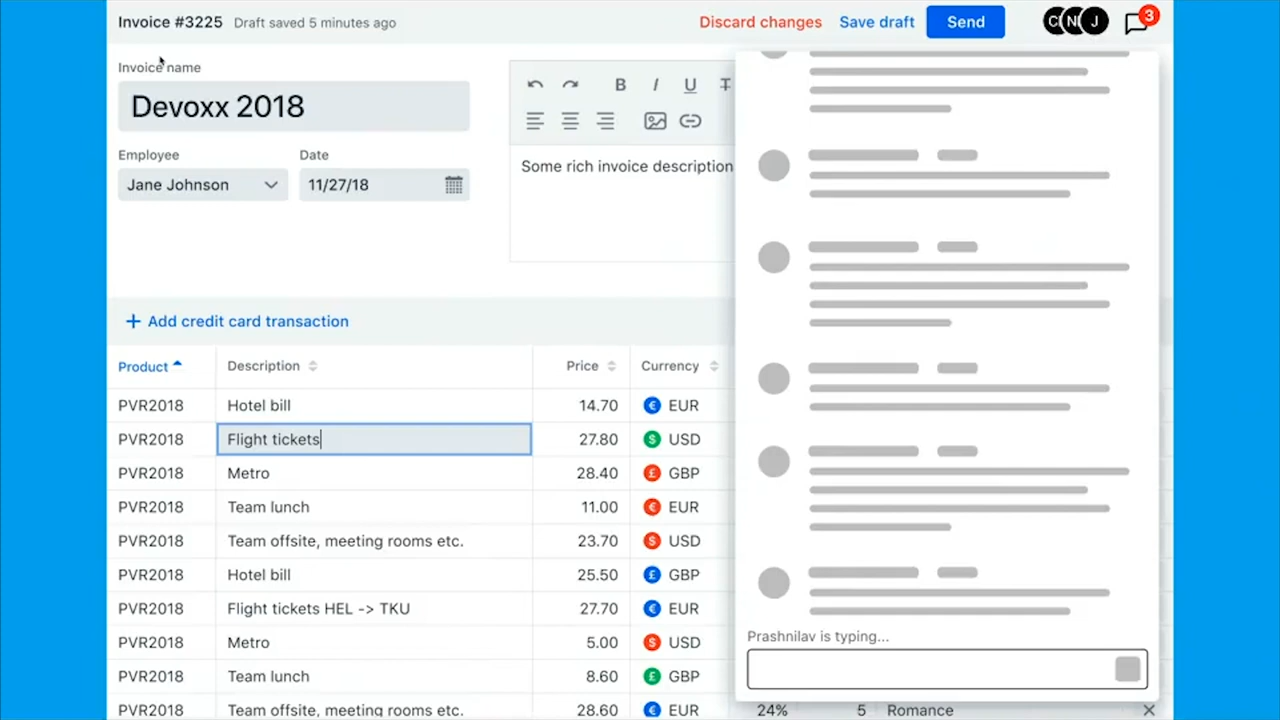 Invoice #3225 Draft saved 5 minutes ago Discard changes Save draft Send C N J 3
Invoice name
Devoxx 2018
Employee Date
Jane Johnson 11/27/18
B I U T
Some rich invoice description
+ Add credit card transaction
Product Description Price Currency
PVR2018 Hotel bill 14.70 € EUR
PVR2018 Flight tickets 27.80 $ USD
PVR2018 Metro 28.40 £ GBP
PVR2018 Team lunch 11.00 € EUR
PVR2018 Team offsite, meeting rooms etc. 23.70 $ USD
PVR2018 Hotel bill 25.50 £ GBP
PVR2018 Flight tickets HEL -> TKU 27.70 € EUR
PVR2018 Metro 5.00 $ USD
PVR2018 Team lunch 8.60 £ GBP
PVR2018 Team offsite, meeting rooms etc. 28.60 € EUR 24% 5 Romance
Prashnilav is typing...